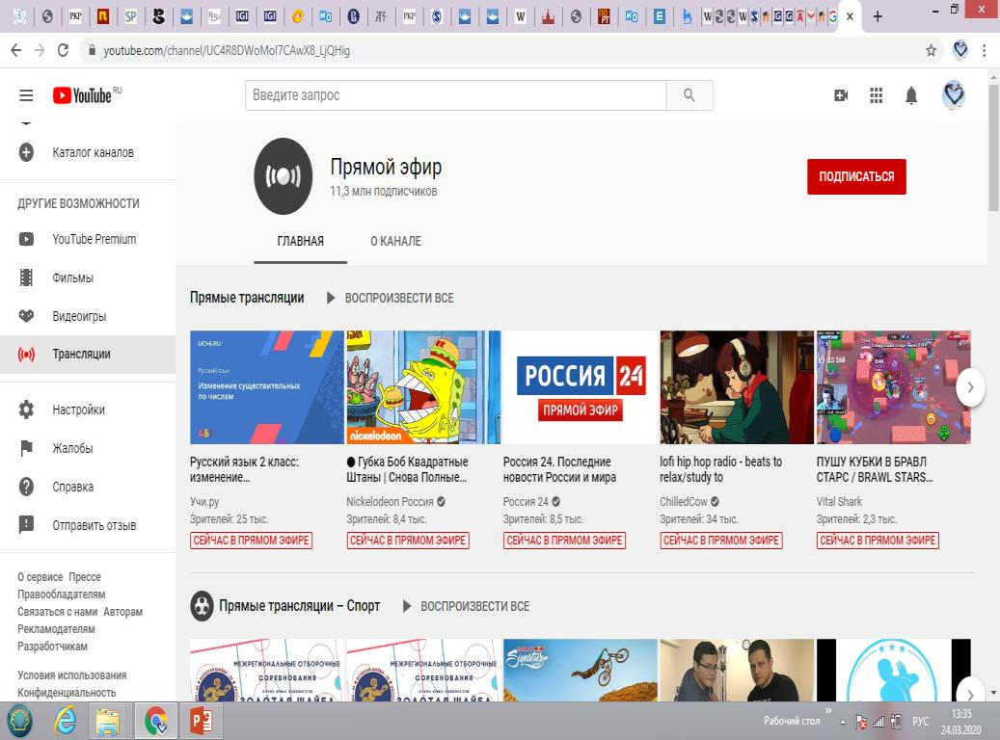 youtube.com/channel/UC4R8DWoMoI7CAwX8_LjQHig
YouTube RU
Введите запрос
Каталог каналов
ДРУГИЕ ВОЗМОЖНОСТИ
YouTube Premium
Фильмы
Видеоигры
Трансляции
Настройки
Жалобы
Справка
Отправить отзыв
О сервисе Прессе
Правообладателям
Связаться с нами Авторам
Рекламодателям
Разработчикам
Условия использования
Конфиденциальность
Прямой эфир
11,3 млн подписчиков
ПОДПИСАТЬСЯ
ГЛАВНАЯ О КАНАЛЕ
Прямые трансляции ВОСПРОИЗВЕСТИ ВСЕ
UCHI.RU
Русский язык
Изменение существительных
по числам
АБ
Русский язык 2 класс:
изменение...
Учи.ру
Зрителей: 25 тыс.
СЕЙЧАС В ПРЯМОМ ЭФИРЕ
KK
nickelodeon
Губка Боб Квадратные
Штаны | Снова Полные...
Nickelodeon Россия
Зрителей: 8,4 тыс.
СЕЙЧАС В ПРЯМОМ ЭФИРЕ
РОССИЯ 24
ПРЯМОЙ ЭФИР
Россия 24. Последние
новости России и мира
Россия 24
Зрителей: 8,5 тыс.
СЕЙЧАС В ПРЯМОМ ЭФИРЕ
lofi hip hop radio - beats to
relax/study to
ChilledCow
Зрителей: 34 тыс.
СЕЙЧАС В ПРЯМОМ ЭФИРЕ
ПУШУ КУБКИ В БРАВЛ
СТАРС / BRAWL STARS...
Vital Shark
Зрителей: 2,3 тыс.
СЕЙЧАС В ПРЯМОМ ЭФИРЕ
Прямые трансляции – Спорт ВОСПРОИЗВЕСТИ ВСЕ
МЕЖРЕГИОНАЛЬНЫЕ ОТБОРОЧНЫЕ
СОРЕВНОВАНИЯ
ЗОЛОТАЯ ШАЙБА
МЕЖРЕГИОНАЛЬНЫЕ ОТБОРОЧНЫЕ
СОРЕВНОВАНИЯ
ЗОЛОТАЯ ШАЙБА
Signature
Рабочий стол
РУС
13:35
24.03.2020